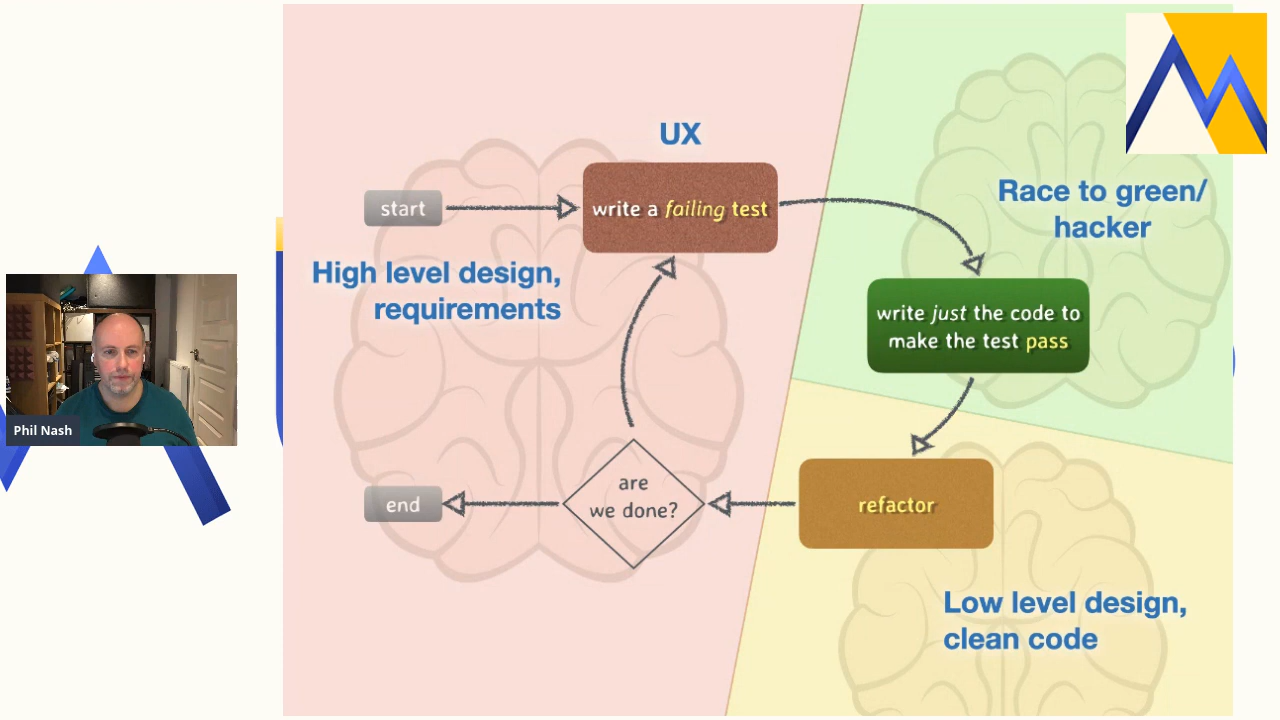 UX
start
write a failing test
Race to green/
hacker
High level design,
requirements
write just the code to
make the test pass
Phil Nash
are
we done?
end
refactor
Low level design,
clean code